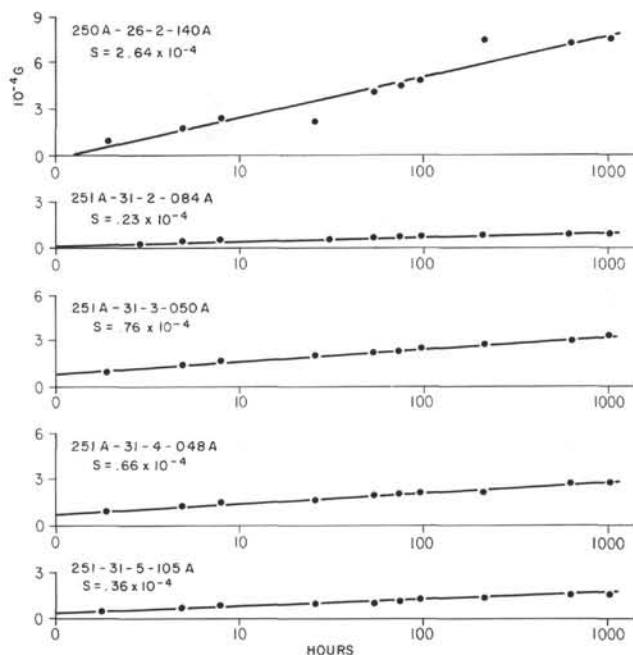 9
250A-26-2-140A
S = 2.64 x 10⁻⁴
6
10⁻⁴G
3
0
10
100
1000
3
251A-31-2-084A
S = .23 x 10⁻⁴
0
0
10
100
1000
6
251A-31-3-050A
S = .76 x 10⁻⁴
3
0
0
10
100
1000
6
251A-31-4-048A
S = .66 x 10⁻⁴
3
0
0
10
100
1000
3
251-31-5-105A
S = .36 x 10⁻⁴
0
0
10
100
1000
HOURS